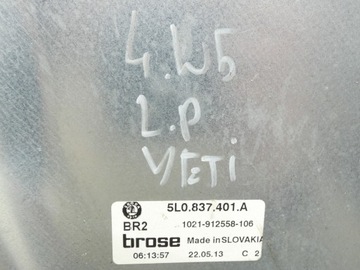 4.W5
L.P
YETI
5L0.837.401.A
BR2 1021-912558-106
brose Made in SLOVAKIA
06:13:57 22.05.13 C 2